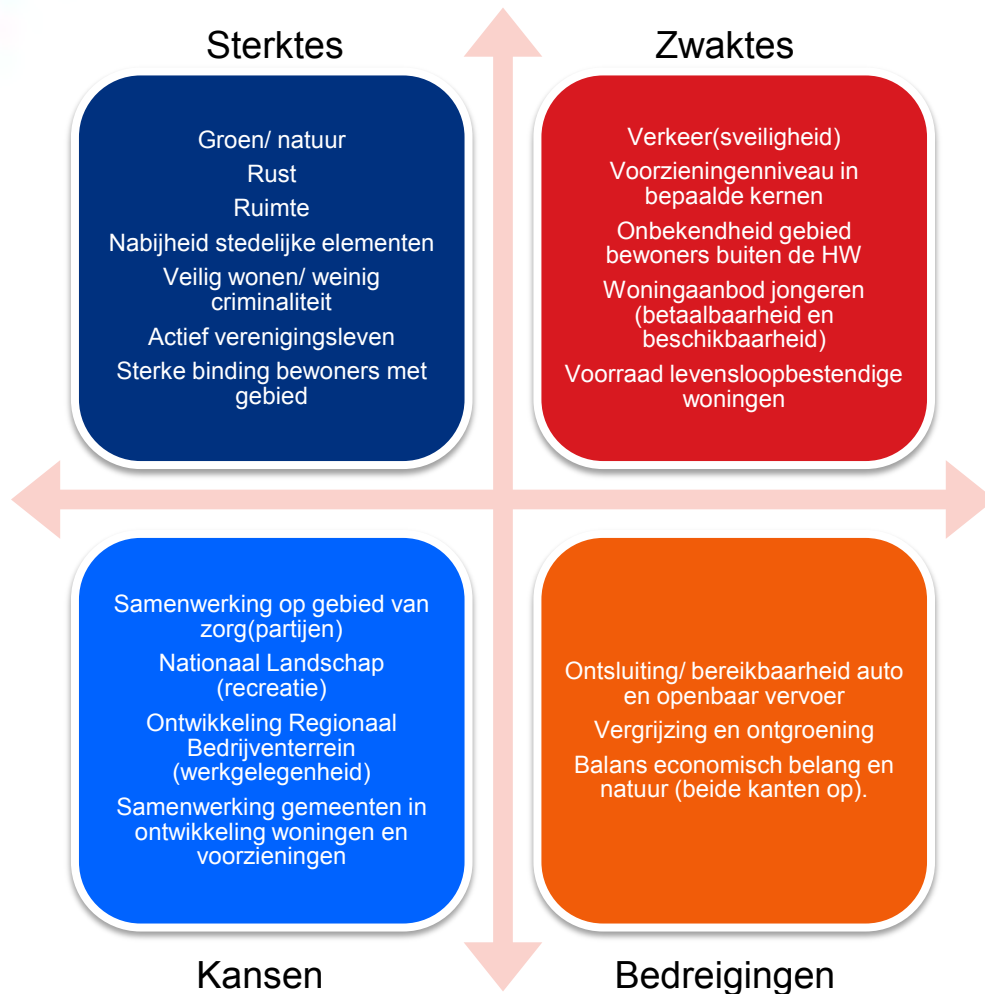 Sterktes
Groen/ natuur
Rust
Ruimte
Nabijheid stedelijke elementen
Veilig wonen/ weinig
criminaliteit
Actief verenigingsleven
Sterke binding bewoners met
gebied
Zwaktes
Verkeer(sveiligheid)
Voorzieningenniveau in
bepaalde kernen
Onbekendheid gebied
bewoners buiten de HW
Woningaanbod jongeren
(betaalbaarheid en
beschikbaarheid)
Voorraad levensloopbestendige
woningen
Samenwerking op gebied van
zorg(partijen)
Nationaal Landschap
(recreatie)
Ontwikkeling Regionaal
Bedrijventerrein
(werkgelegenheid)
Samenwerking gemeenten in
ontwikkeling woningen en
voorzieningen
Kansen
Ontsluiting/ bereikbaarheid auto
en openbaar vervoer
Vergrijzing en ontgroening
Balans economisch belang en
natuur (beide kanten op).
Bedreigingen